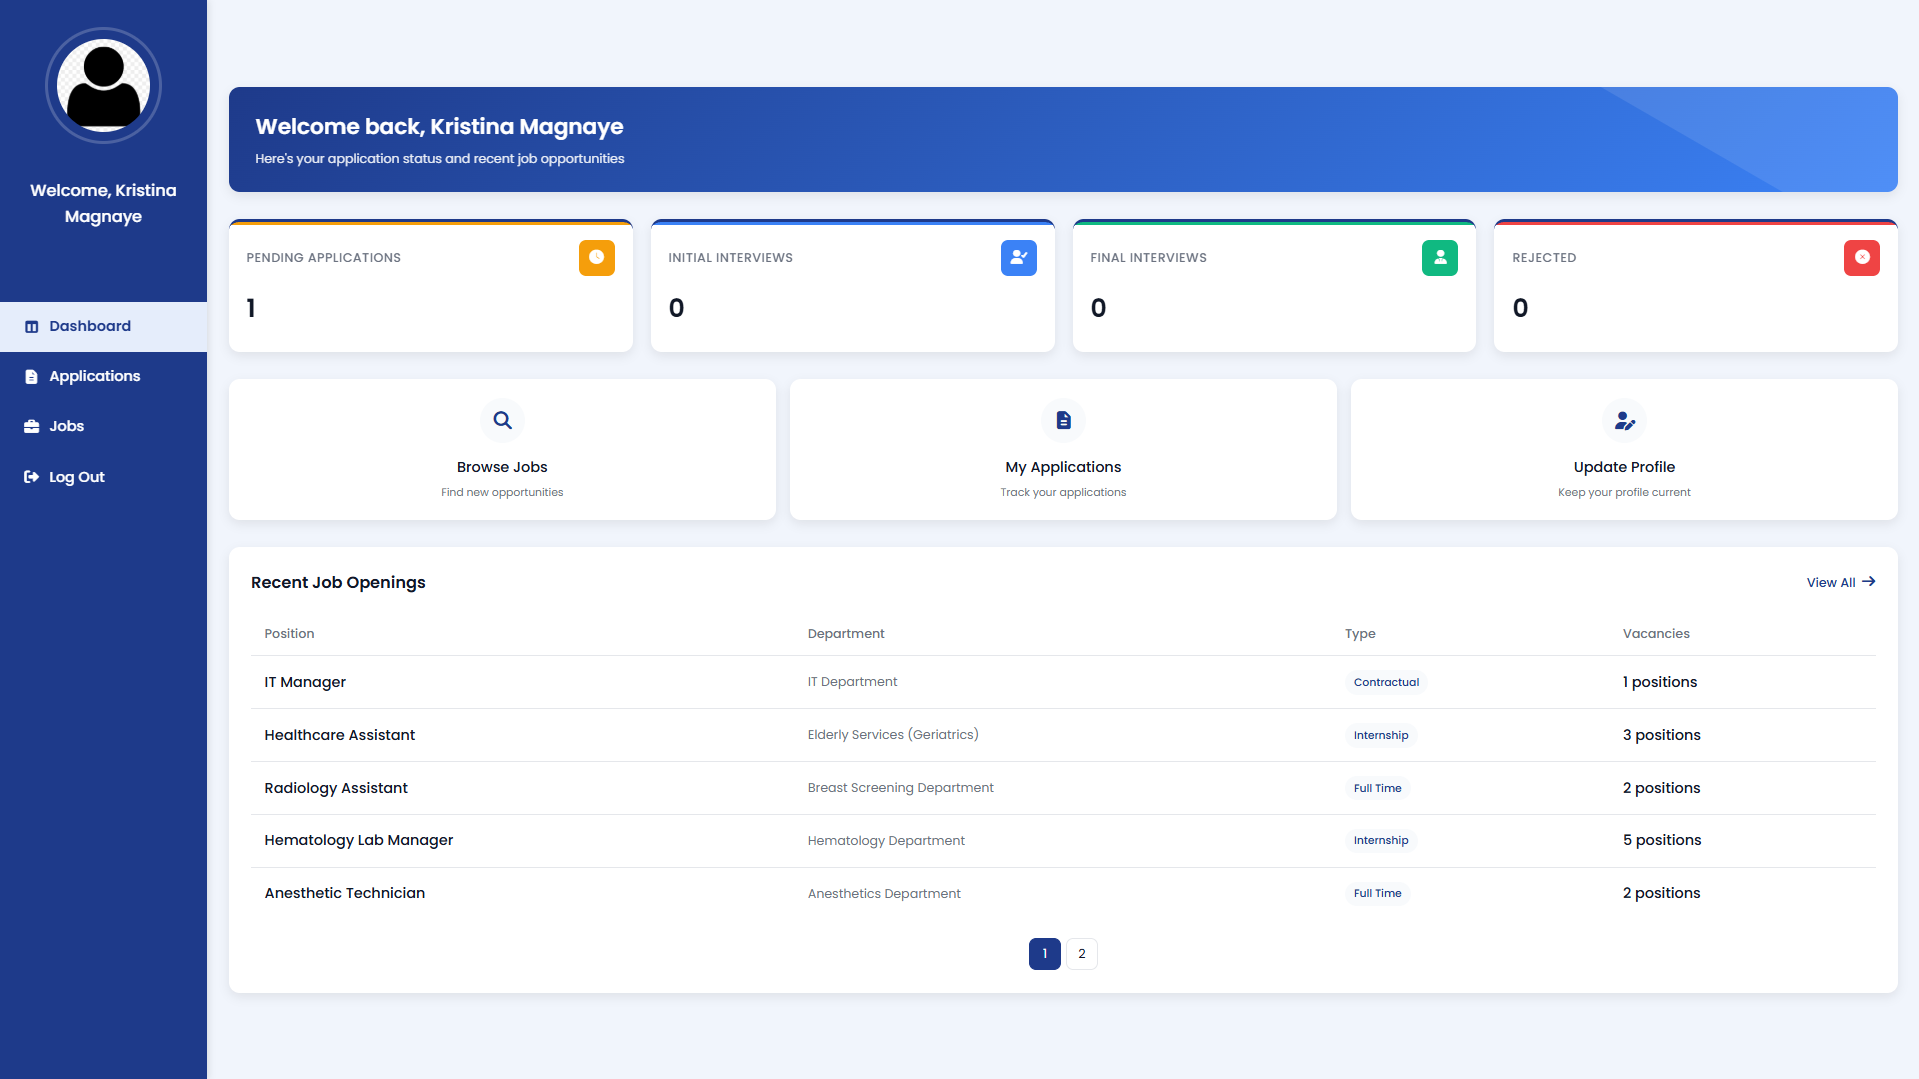 Welcome, Kristina
Magnaye
Dashboard
Applications
Jobs
Log Out
Welcome back, Kristina Magnaye
Here's your application status and recent job opportunities
PENDING APPLICATIONS
1
INITIAL INTERVIEWS
0
FINAL INTERVIEWS
0
REJECTED
0
Browse Jobs
Find new opportunities
My Applications
Track your applications
Update Profile
Keep your profile current
Recent Job Openings
View All
Position Department Type Vacancies
IT Manager IT Department Contractual 1 positions
Healthcare Assistant Elderly Services (Geriatrics) Internship 3 positions
Radiology Assistant Breast Screening Department Full Time 2 positions
Hematology Lab Manager Hematology Department Internship 5 positions
Anesthetic Technician Anesthetics Department Full Time 2 positions
1 2